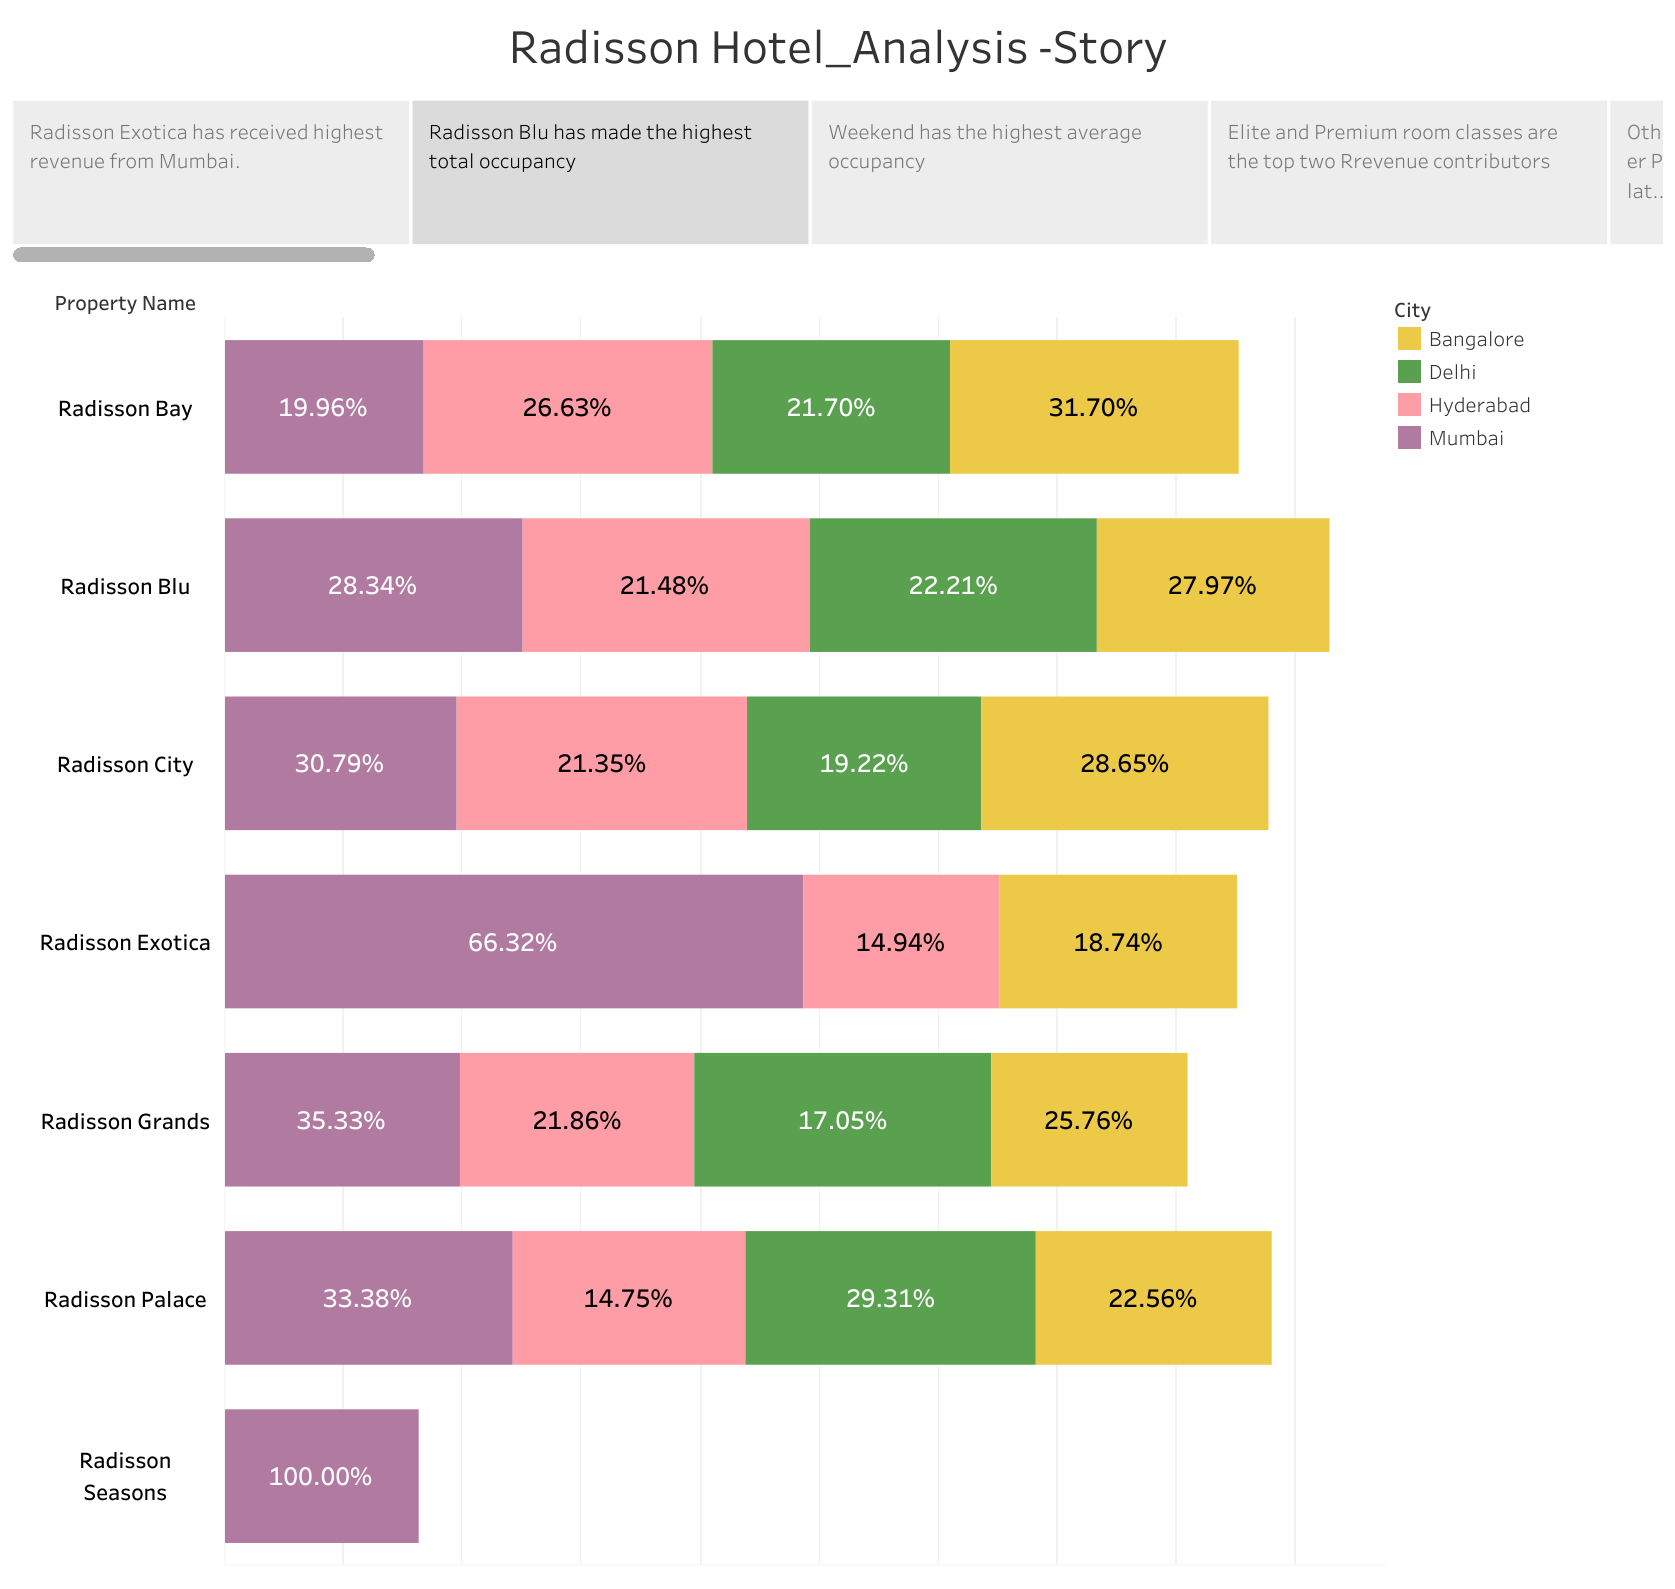 Radisson Hotel_Analysis -Story
Radisson Exotica has received highest
revenue from Mumbai.
Radisson Blu has made the highest
total occupancy
Weekend has the highest average
occupancy
Elite and Premium room classes are
the top two Rrevenue contributors
Oth
er P
lat..
Property Name
City
Bangalore
Delhi
Hyderabad
Mumbai
Radisson Bay
19.96%
26.63%
21.70%
31.70%
Radisson Blu
28.34%
21.48%
22.21%
27.97%
Radisson City
30.79%
21.35%
19.22%
28.65%
Radisson Exotica
66.32%
14.94%
18.74%
Radisson Grands
35.33%
21.86%
17.05%
25.76%
Radisson Palace
33.38%
14.75%
29.31%
22.56%
Radisson
Seasons
100.00%